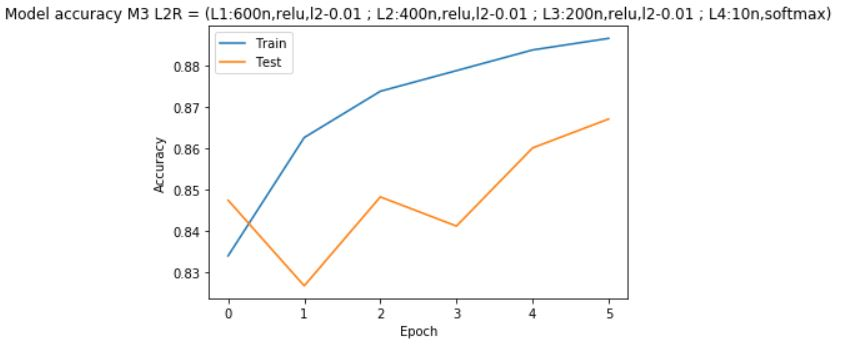 Model accuracy M3 L2R = (L1:600n,relu,l2-0.01 ; L2:400n,relu,l2-0.01 ; L3:200n,relu,l2-0.01 ; L4:10n,softmax)
Train
Test
0.88
0.87
0.86
0.85
0.84
0.83
Accuracy
0 1 2 3 4 5
Epoch